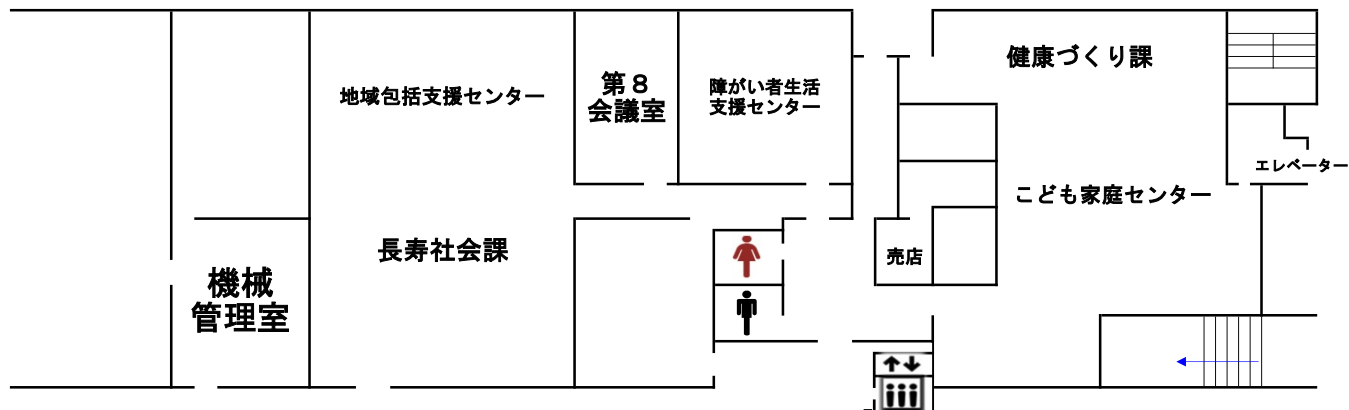 健康づくり課
第８
会議室
障がい者生活
支援センター
地域包括支援センター
エレベーター
こども家庭センター
長寿社会課
売店
機械
管理室